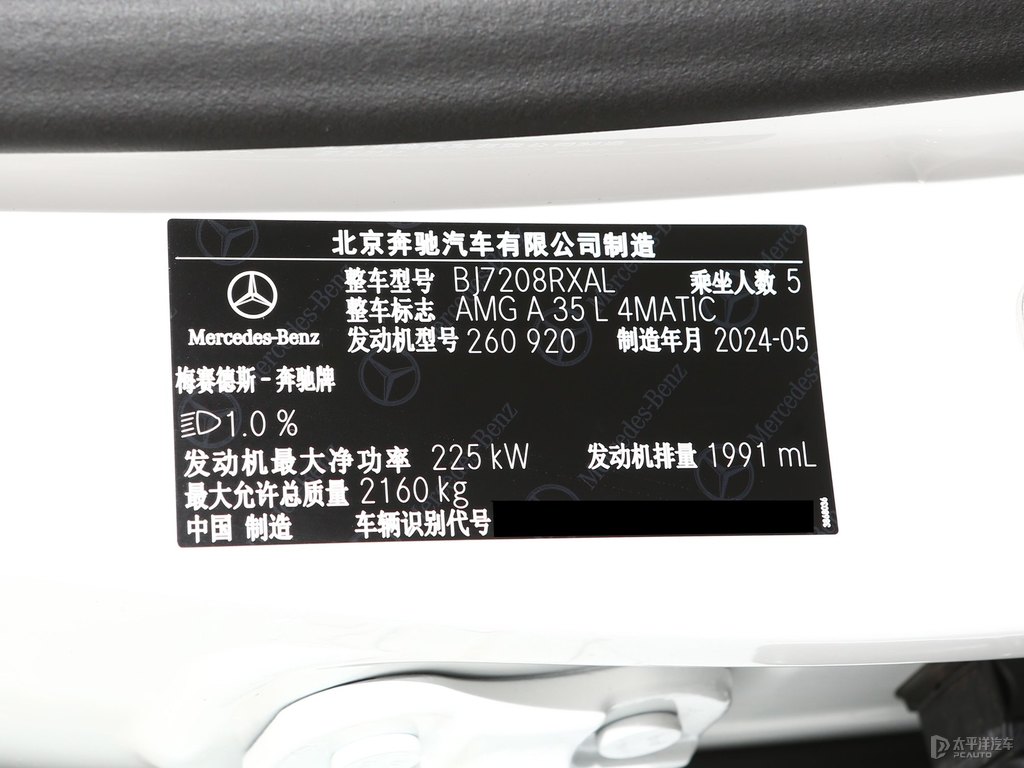 北京奔驰汽车有限公司制造
整车型号 BJ7208RXAL 乘坐人数 5
整车标志 AMG A 35 L 4MATIC
Mercedes-Benz 发动机型号 260 920 制造年月 2024-05
梅赛德斯-奔驰牌
1.0 %
发动机最大净功率 225 kW 发动机排量 1991 mL
最大允许总质量 2160 kg
中国 制造 车辆识别代号
太平洋汽车
PCAUTO